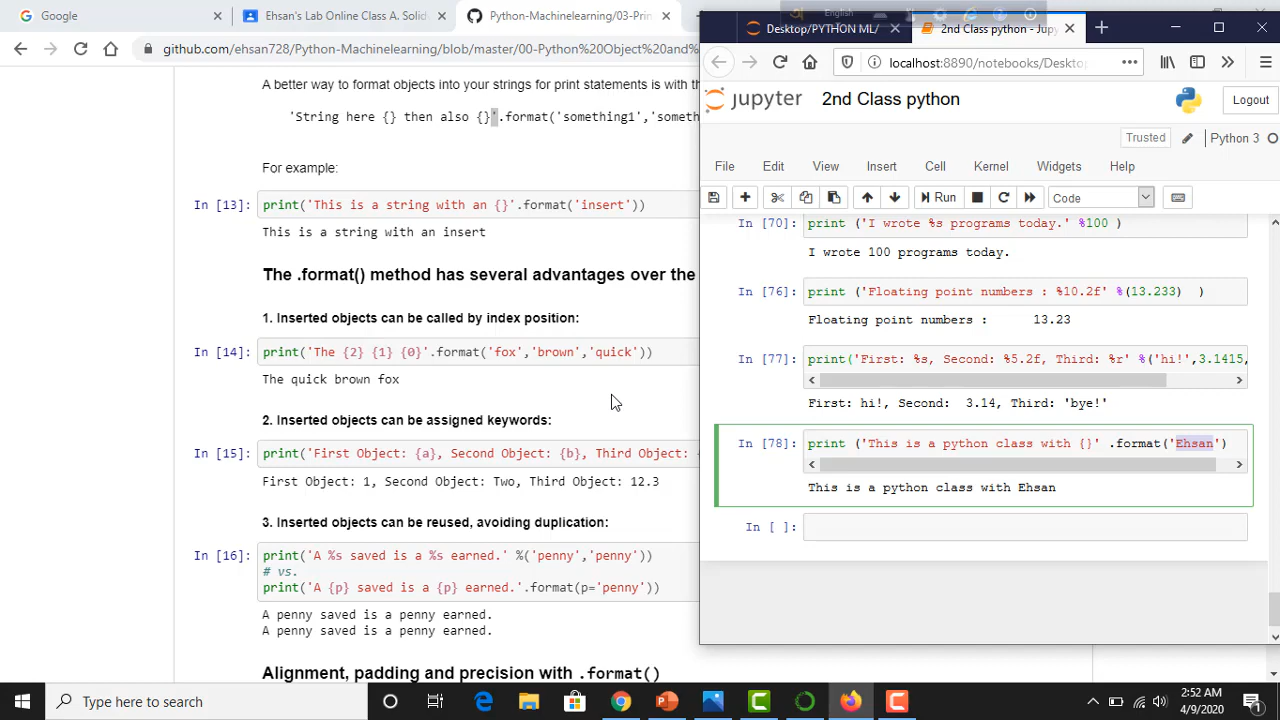 Google
Ehsan's Lab Online Class A. Solid
Python-Machinelearning/03-Prin
English
Desktop/PYTHON ML/
2nd Class python - Jup
github.com/ehsan728/Python-Machinelearning/blob/master/00-Python%20Object%20and%
localhost:8890/notebooks/Deskto
jupyter
2nd Class python
Logout
Trusted
Python 3
File Edit View Insert Cell Kernel Widgets Help
Run
Code
A better way to format objects into your strings for print statements is with th
'String here {} then also {}'.format('something1','someth
For example:
In [13]: print('This is a string with an {}'.format('insert'))
This is a string with an insert
The .format() method has several advantages over the
1. Inserted objects can be called by index position:
In [14]: print('The {2} {1} {0}'.format('fox','brown','quick'))
The quick brown fox
2. Inserted objects can be assigned keywords:
In [15]: print('First Object: {a}, Second Object: {b}, Third Object:
First Object: 1, Second Object: Two, Third Object: 12.3
3. Inserted objects can be reused, avoiding duplication:
In [16]: print('A %s saved is a %s earned.' %('penny','penny'))
# vs.
print('A {p} saved is a {p} earned.'.format(p='penny'))
A penny saved is a penny earned.
A penny saved is a penny earned.
Alignment, padding and precision with .format()
In [70]: print ('I wrote %s programs today.' %100 )
I wrote 100 programs today.
In [76]: print ('Floating point numbers : %10.2f' %(13.233)  )
Floating point numbers :      13.23
In [77]: print('First: %s, Second: %5.2f, Third: %r' %('hi!',3.1415,
First: hi!, Second:  3.14, Third: 'bye!'
In [78]: print ('This is a python class with {}' .format('Ehsan')
This is a python class with Ehsan
In [ ]:
Type here to search
2:52 AM
4/9/2020
1